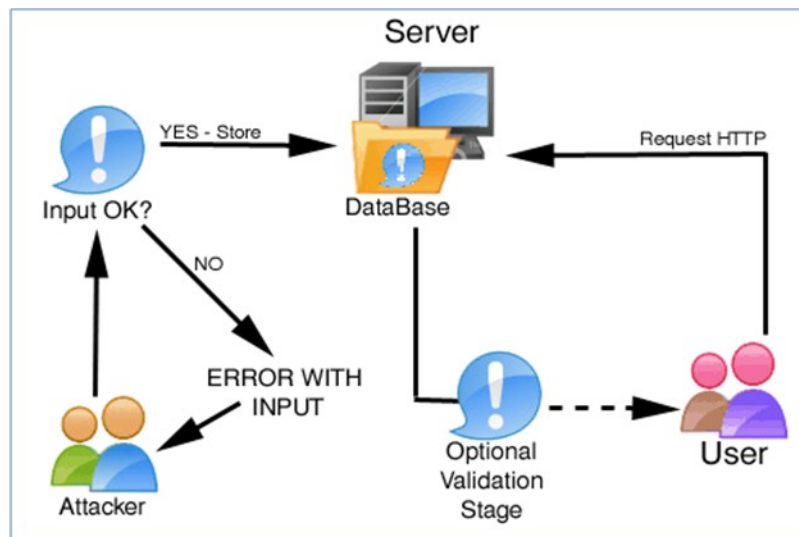 Server
YES - Store
Request HTTP
Input OK?
DataBase
NO
ERROR WITH
INPUT
Optional
Validation
Stage
User
Attacker